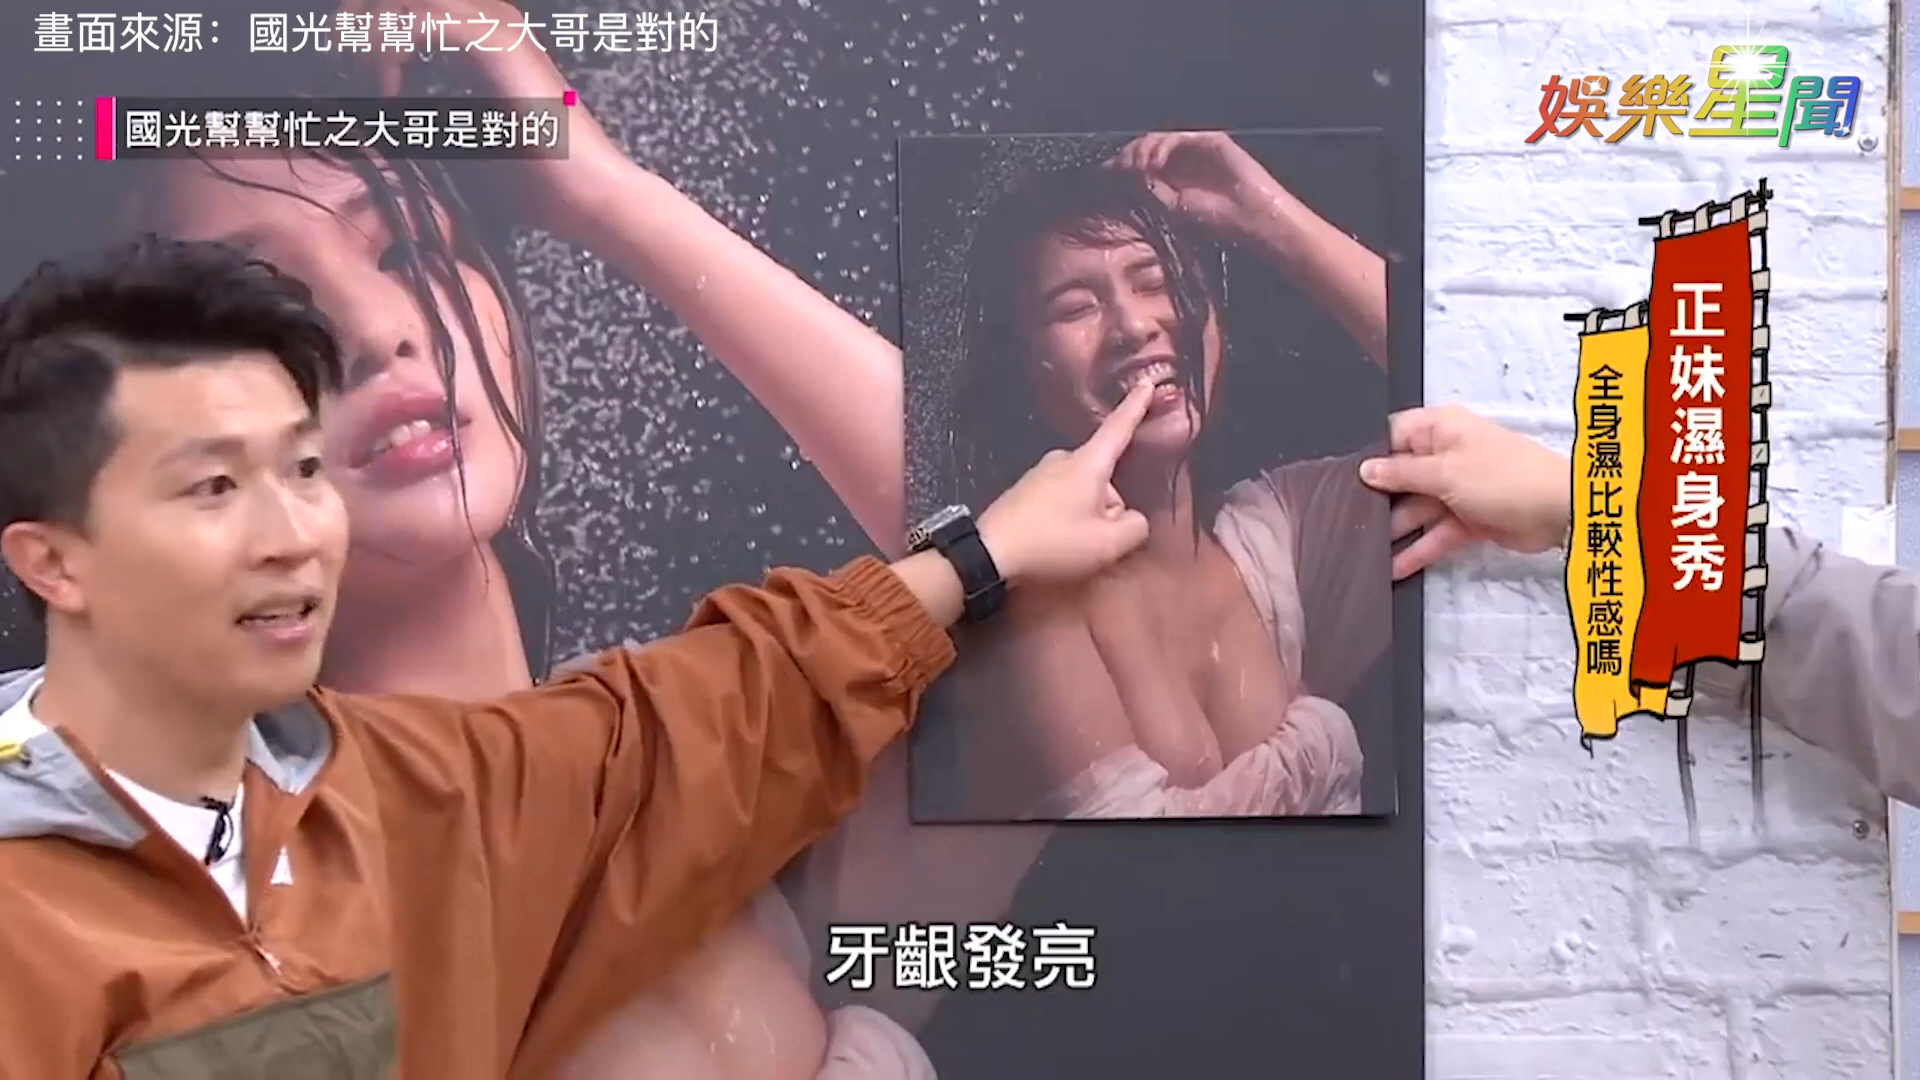 畫面來源：國光幫幫忙之大哥是對的
國光幫幫忙之大哥是對的
娛樂星聞
正妹濕身秀
全身濕比較性感嗎
牙齦發亮